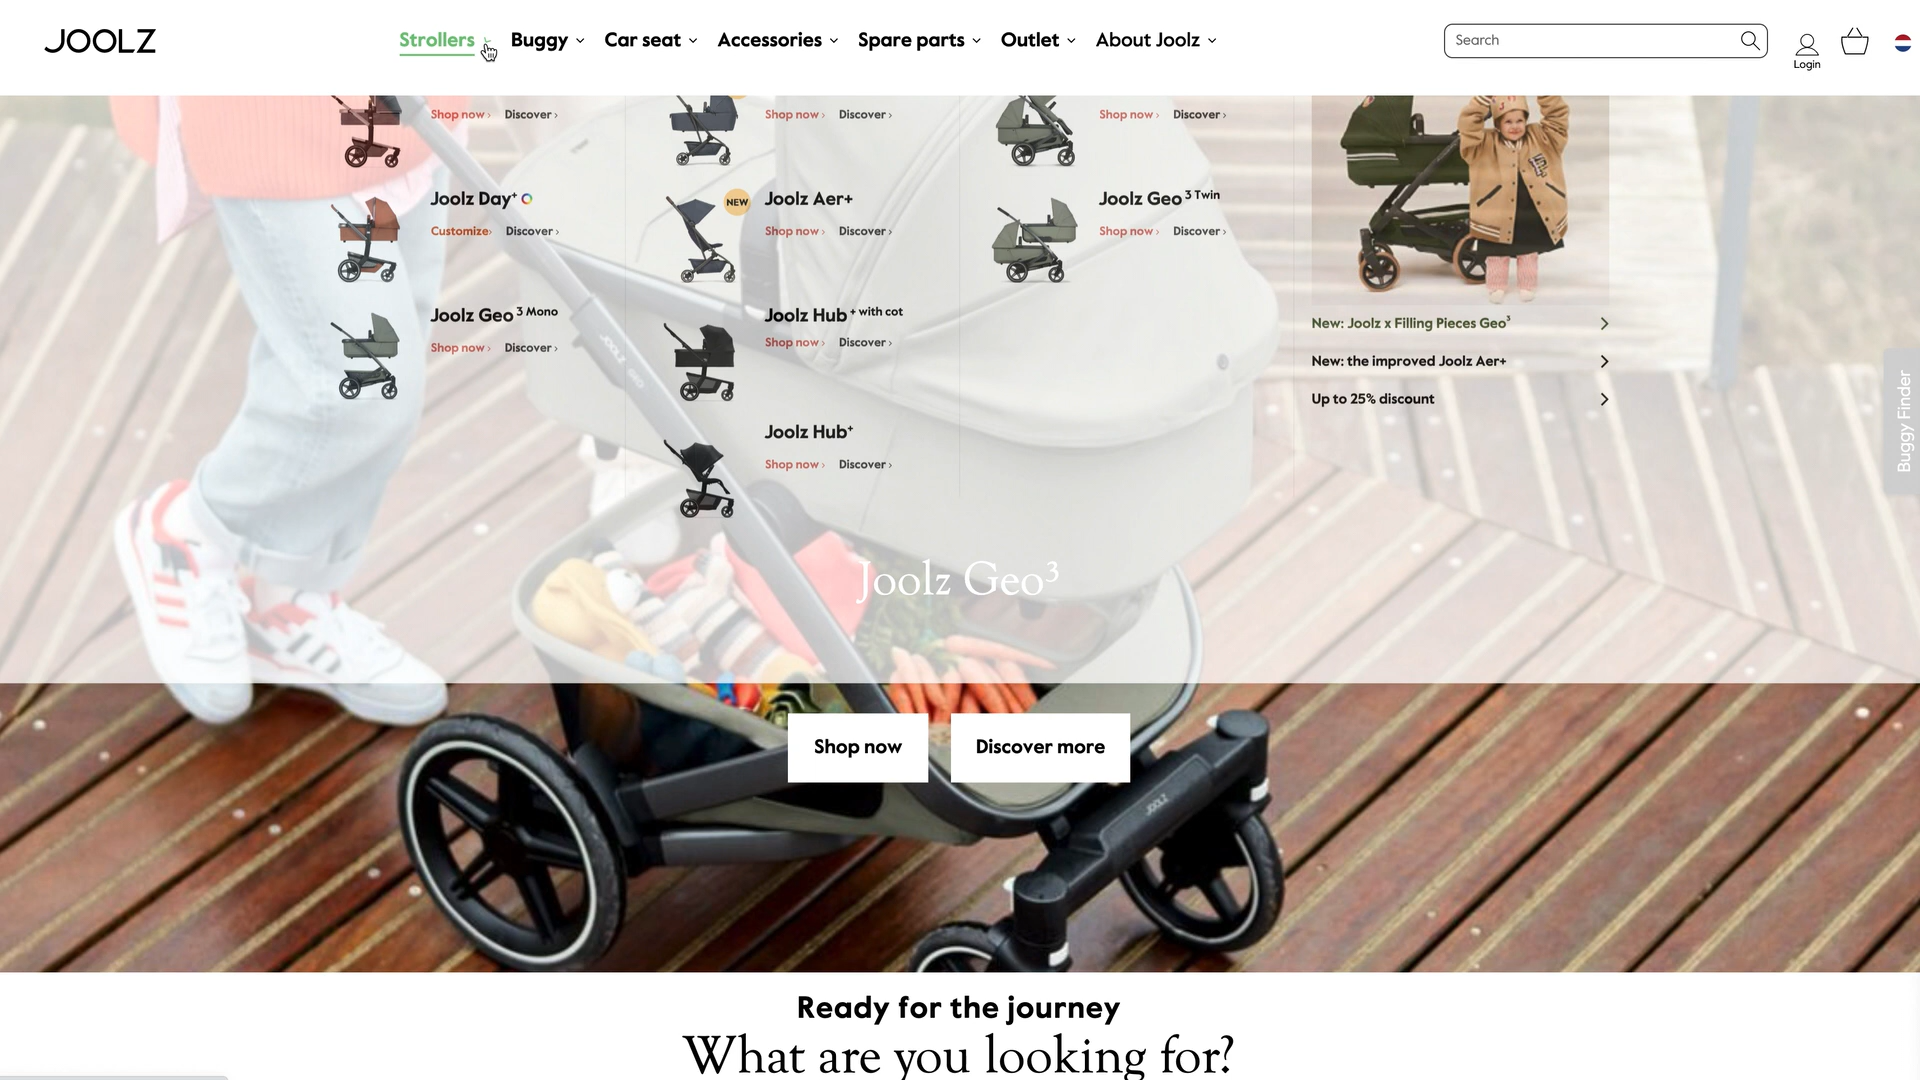 JOOLZ
Strollers
Buggy
Car seat
Accessories
Spare parts
Outlet
About Joolz
Search
Login
Shop now › Discover ›
Shop now › Discover ›
Shop now › Discover ›
Joolz Day⁺
Customize› Discover ›
NEW
Joolz Aer+
Shop now › Discover ›
Joolz Geo ³ Twin
Shop now › Discover ›
Joolz Geo ³ Mono
Shop now › Discover ›
Joolz Hub ⁺ with cot
Shop now › Discover ›
Joolz Hub⁺
Shop now › Discover ›
New: Joolz x Filling Pieces Geo³
New: the improved Joolz Aer+
Up to 25% discount
Buggy Finder
JOOLZ GEO
Joolz Geo³
Shop now
Discover more
JOOLZ
Ready for the journey
What are you looking for?